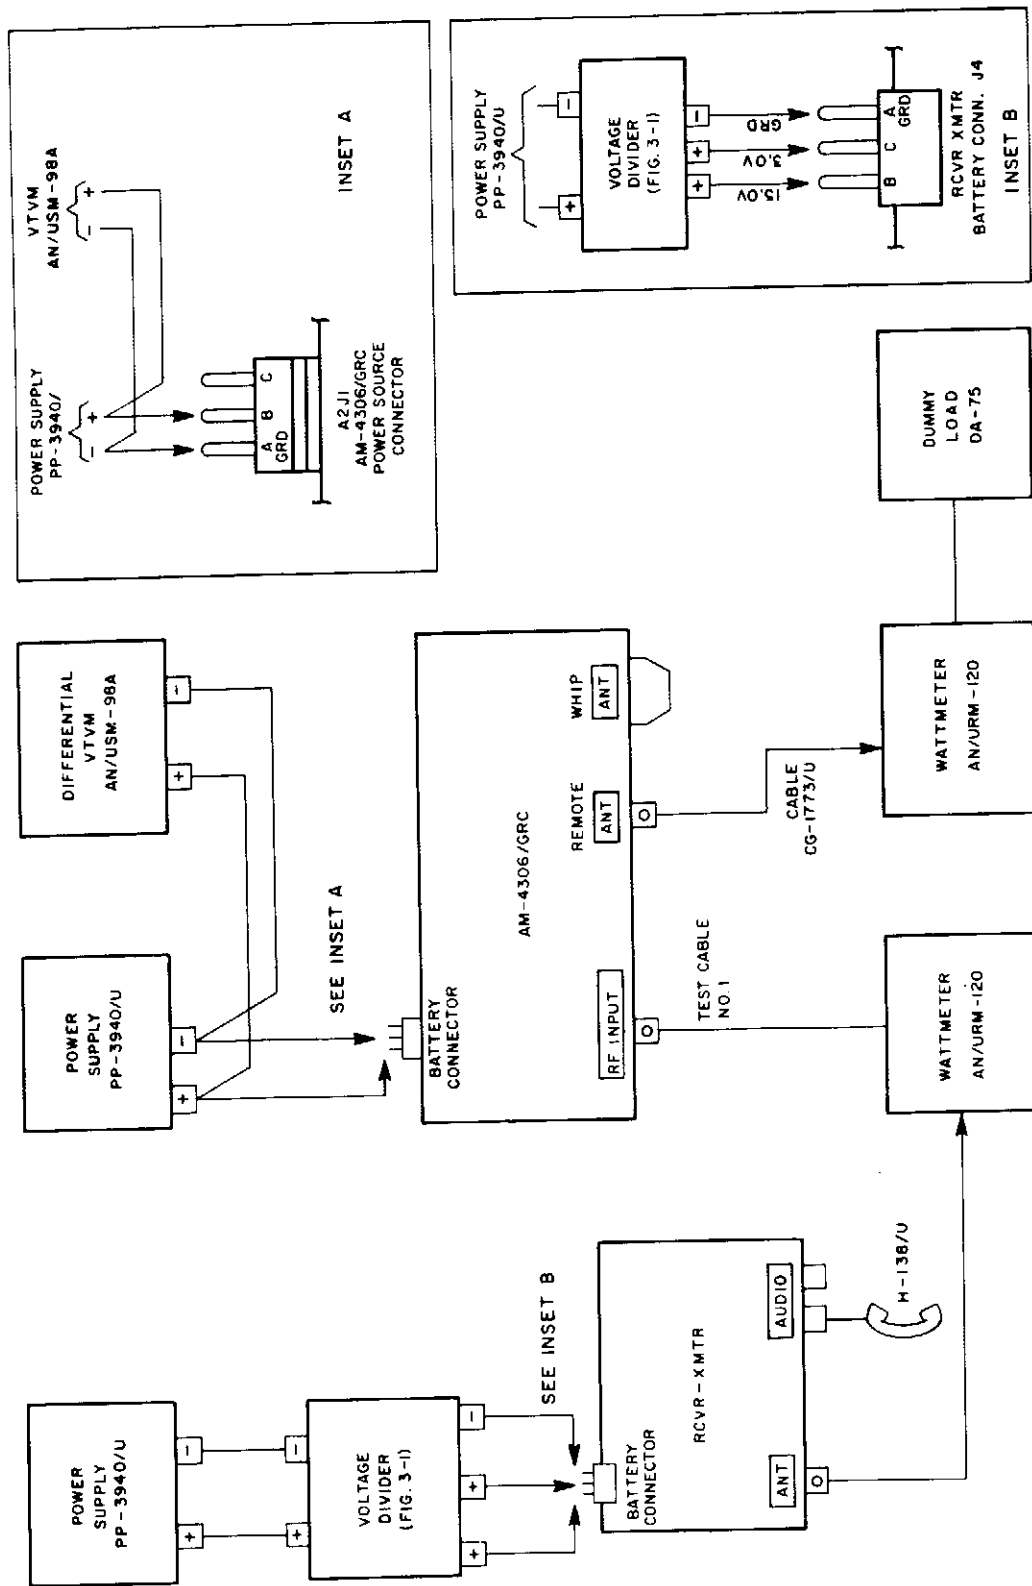 POWER
SUPPLY
PP-3940/U
+
-
+
-
VOLTAGE
DIVIDER
(FIG. 3-1)
+
+
-
SEE INSET B
BATTERY
CONNECTOR
RCVR-XMTR
ANT
AUDIO
H-138/U
POWER
SUPPLY
PP-3940/U
+
-
DIFFERENTIAL
VTVM
AN/USM-98A
+
-
SEE INSET A
BATTERY
CONNECTOR
AM-4306/GRC
RF INPUT
REMOTE
ANT
WHIP
ANT
TEST CABLE
NO. 1
CABLE
CG-1773/U
WATTMETER
AN/URM-120
WATTMETER
AN/URM-120
DUMMY
LOAD
DA-75
POWER SUPPLY
PP-3940/
- +
VTVM
AN/USM-98A
- +
A B C
GRD
A2J1
AM-4306/GRC
POWER SOURCE
CONNECTOR
INSET A
POWER SUPPLY
PP-3940/U
+ -
VOLTAGE
DIVIDER
(FIG. 3-1)
+ + -
15.0V
3.0V
GRD
B C A
GRD
RCVR XMTR
BATTERY CONN. J4
INSET B